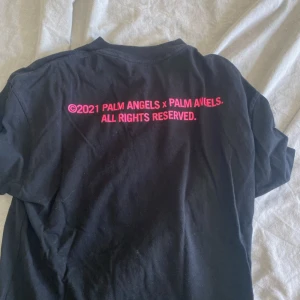 ©2021 PALM ANGELS x PALM ANGELS.
ALL RIGHTS RESERVED.